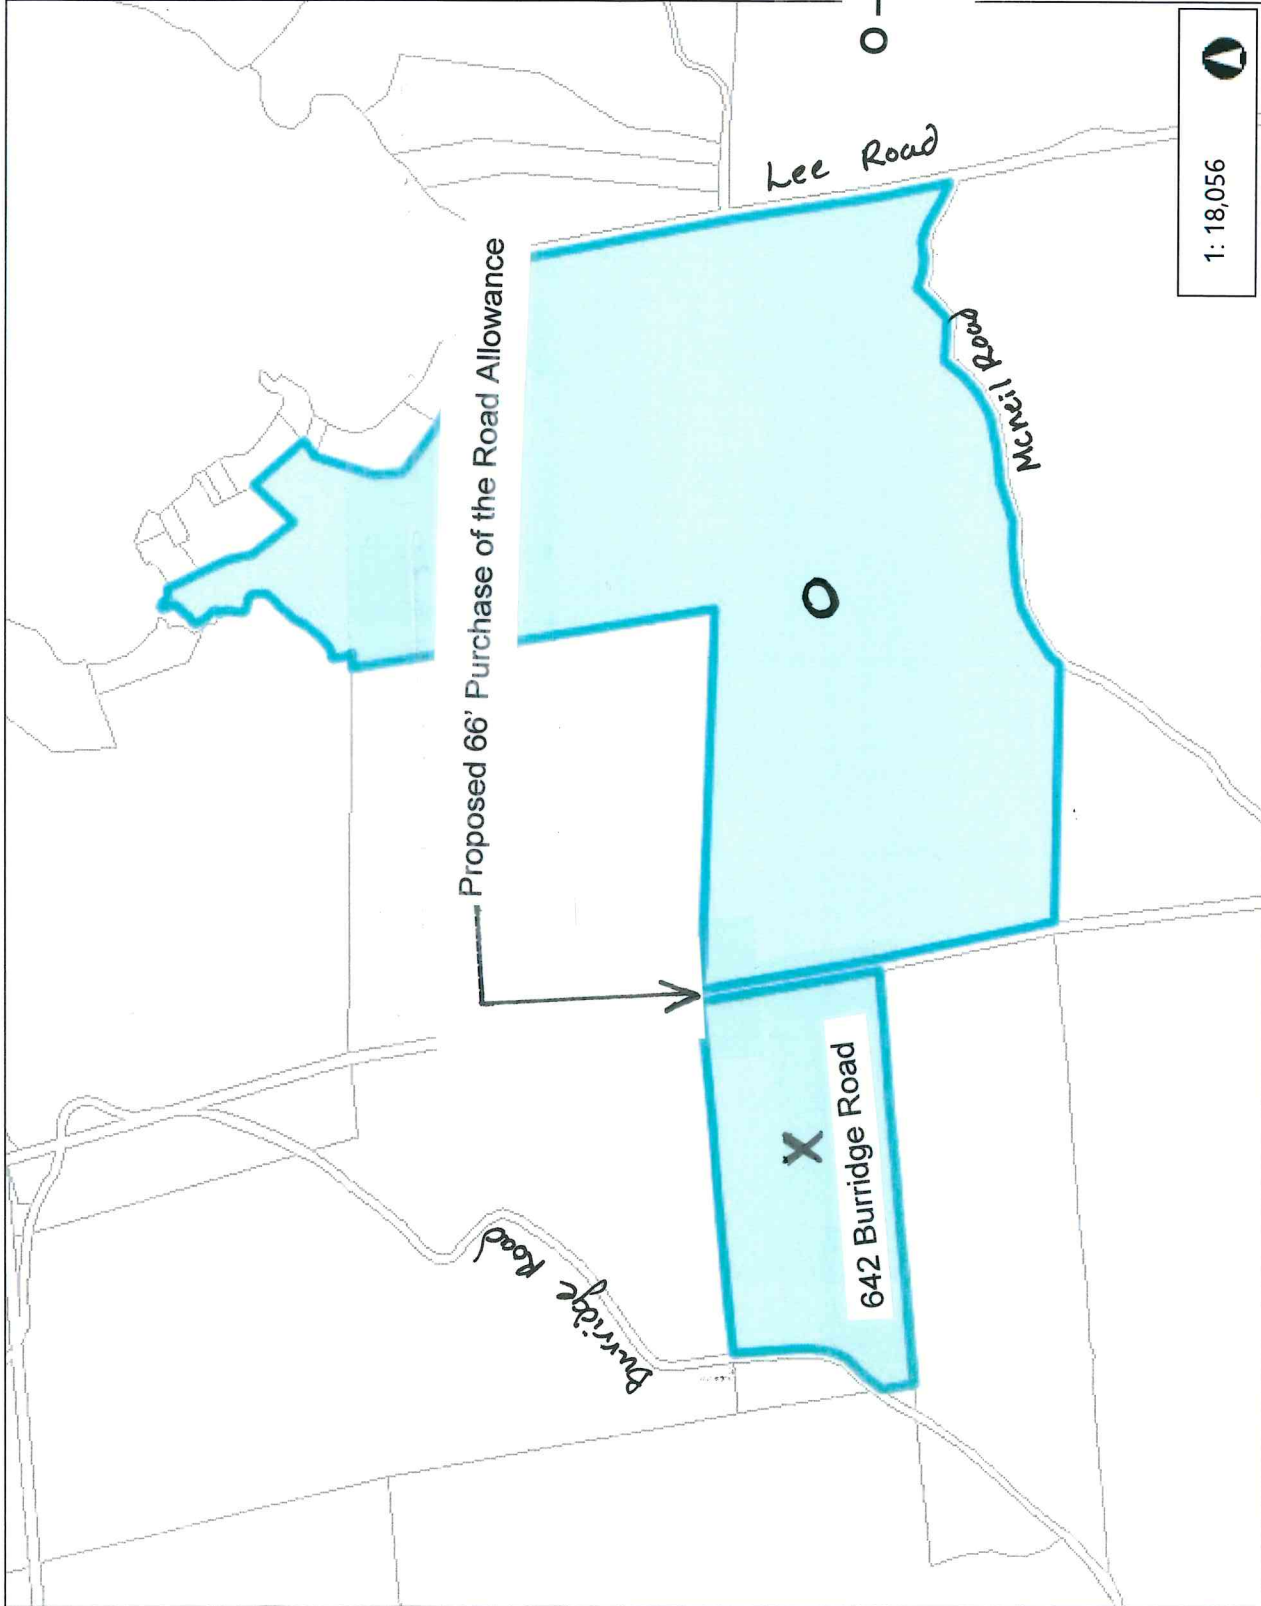 Proposed 66' Purchase of the Road Allowance
Burridge Road
X
642 Burridge Road
O
Lee Road
Mcneil Road
O -
1: 18,056